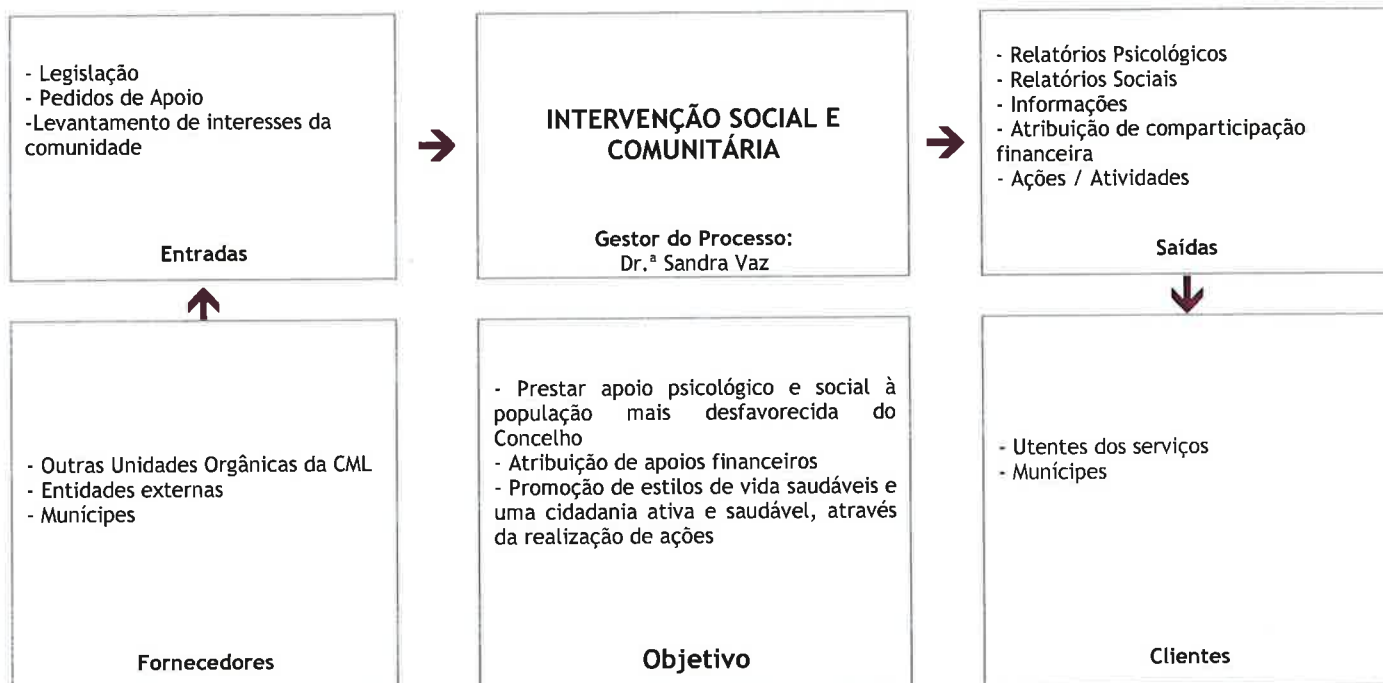 - Legislação
- Pedidos de Apoio
-Levantamento de interesses da
comunidade
Entradas
INTERVENÇÃO SOCIAL E
COMUNITÁRIA
Gestor do Processo:
Dr.ª Sandra Vaz
- Relatórios Psicológicos
- Relatórios Sociais
- Informações
- Atribuição de comparticipação
financeira
- Ações / Atividades
Saídas
- Outras Unidades Orgânicas da CML
- Entidades externas
- Munícipes
Fornecedores
- Prestar apoio psicológico e social à
população mais desfavorecida do
Concelho
- Atribuição de apoios financeiros
- Promoção de estilos de vida saudáveis e
uma cidadania ativa e saudável, através
da realização de ações
Objetivo
- Utentes dos serviços
- Munícipes
Clientes